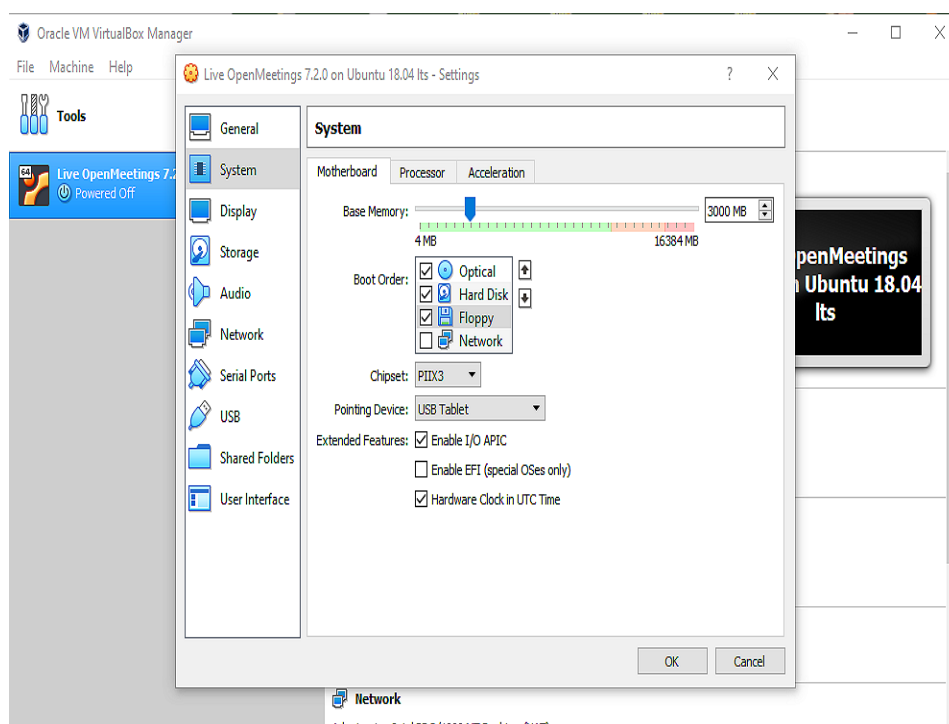 Oracle VM VirtualBox Manager
File Machine Help
Tools
64
Live OpenMeetings 7.2
Powered Off
Live OpenMeetings 7.2.0 on Ubuntu 18.04 lts - Settings
?
General
System
Display
Storage
Audio
Network
Serial Ports
USB
Shared Folders
User Interface
System
Motherboard Processor Acceleration
Base Memory: 3000 MB
4 MB 16384 MB
Boot Order: Optical
Hard Disk
Floppy
Network
Chipset: PIIX3
Pointing Device: USB Tablet
Extended Features: Enable I/O APIC
Enable EFI (special OSes only)
Hardware Clock in UTC Time
OK Cancel
penMeetings
Ubuntu 18.04
lts
Network